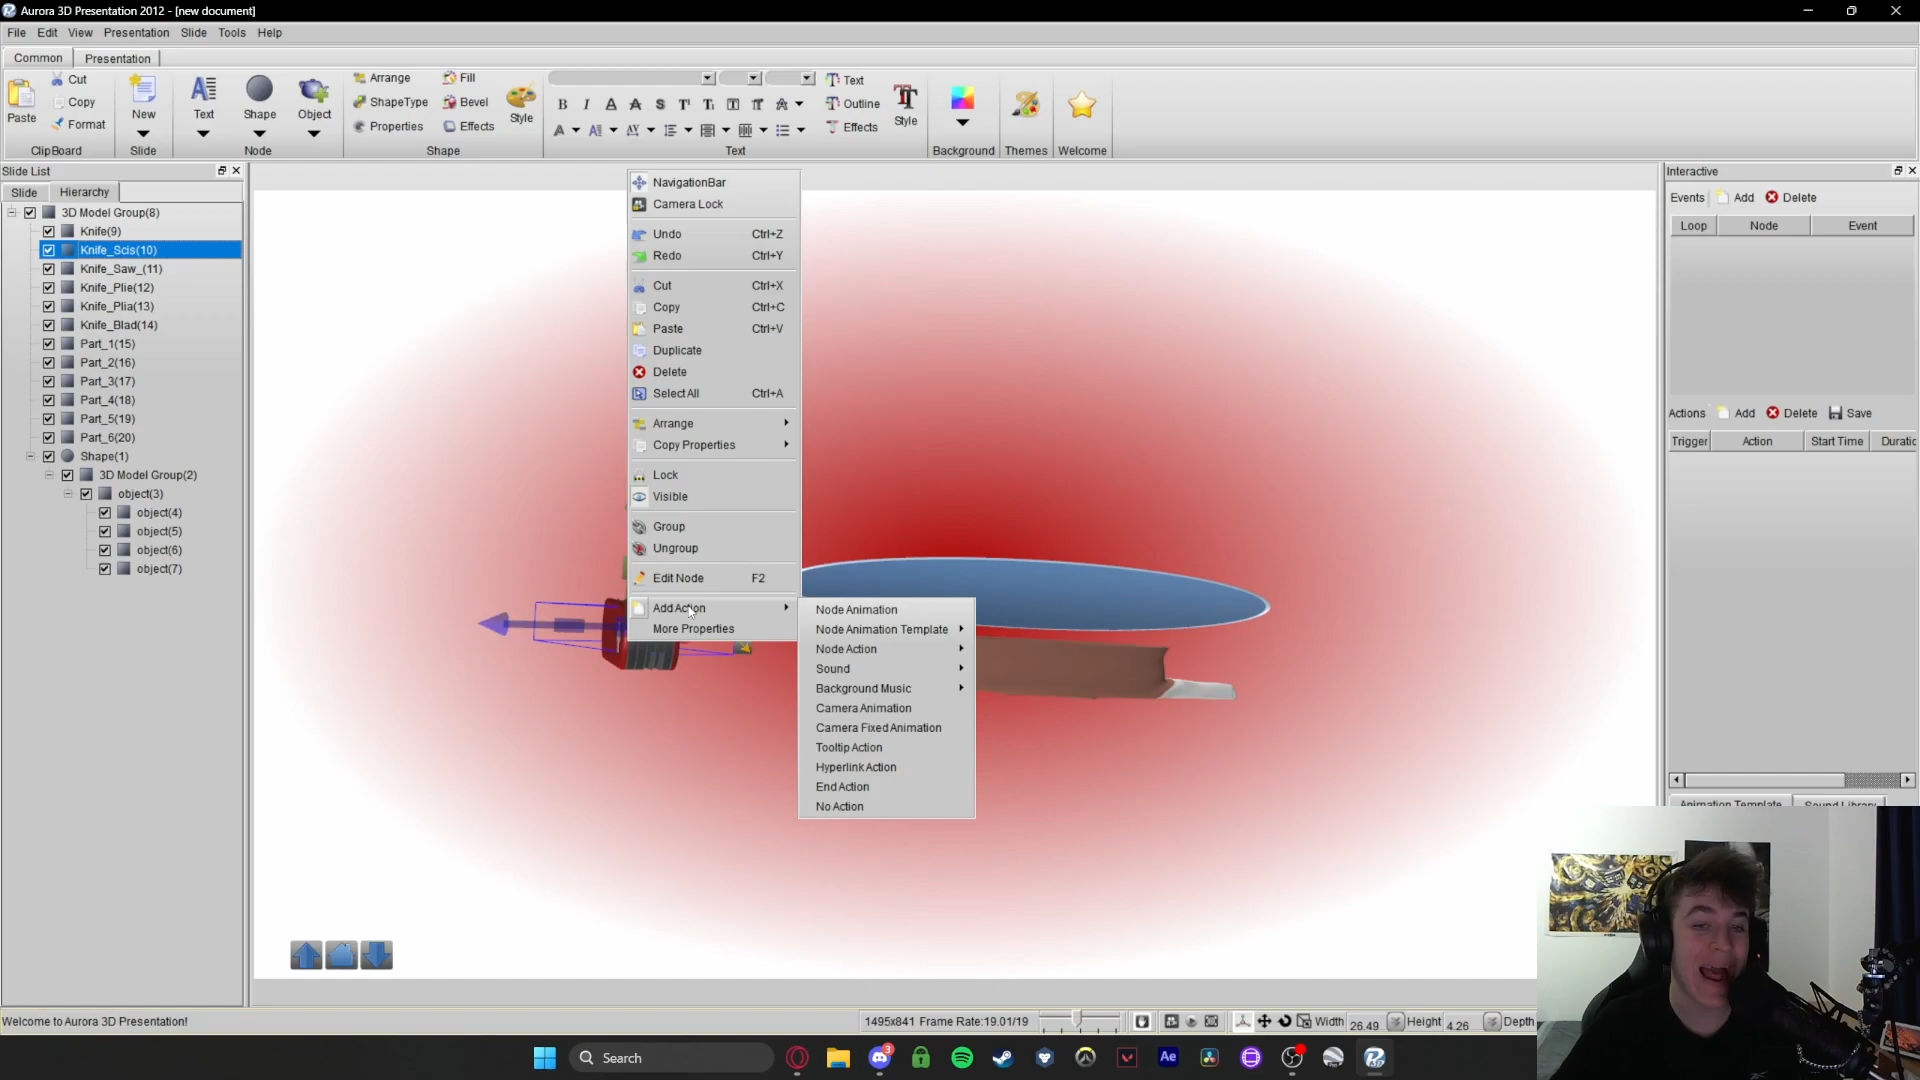 Aurora 3D Presentation 2012 - [new document]
File Edit View Presentation Slide Tools Help
Common Presentation
Paste Cut Copy Format ClipBoard
New Slide
Text Shape Object Node
Arrange ShapeType Properties Fill Bevel Effects Style Shape
Text Outline Effects Style Text
Background Themes Welcome
Slide List
Slide Hierarchy
3D Model Group(8)
Knife(9)
Knife_Scis(10)
Knife_Saw_(11)
Knife_Plie(12)
Knife_Plia(13)
Knife_Blad(14)
Part_1(15)
Part_2(16)
Part_3(17)
Part_4(18)
Part_5(19)
Part_6(20)
Shape(1)
3D Model Group(2)
object(3)
object(4)
object(5)
object(6)
object(7)
NavigationBar
Camera Lock
Undo Ctrl+Z
Redo Ctrl+Y
Cut Ctrl+X
Copy Ctrl+C
Paste Ctrl+V
Duplicate
Delete
Select All Ctrl+A
Arrange
Copy Properties
Lock
Visible
Group
Ungroup
Edit Node F2
Add Action
More Properties
Node Animation
Node Animation Template
Node Action
Sound
Background Music
Camera Animation
Camera Fixed Animation
Tooltip Action
Hyperlink Action
End Action
No Action
Interactive
Events Add Delete
Loop Node Event
Actions Add Delete Save
Trigger Action Start Time Duratic
Animation Template Sound Library
Welcome to Aurora 3D Presentation!
1495x841 Frame Rate:19.01/19
Width 26.49 Height 4.26 Depth
Search
3
Ae